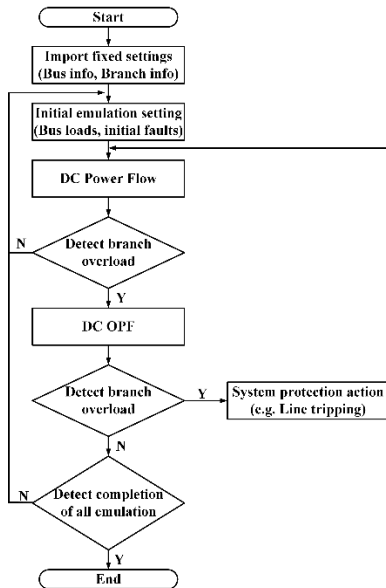 Start
Import fixed settings
(Bus info, Branch info)
Initial emulation setting
(Bus loads, initial faults)
DC Power Flow
N
Detect branch
overload
Y
DC OPF
Detect branch
overload
Y
System protection action
(e.g. Line tripping)
N
N
Detect completion
of all emulation
Y
End